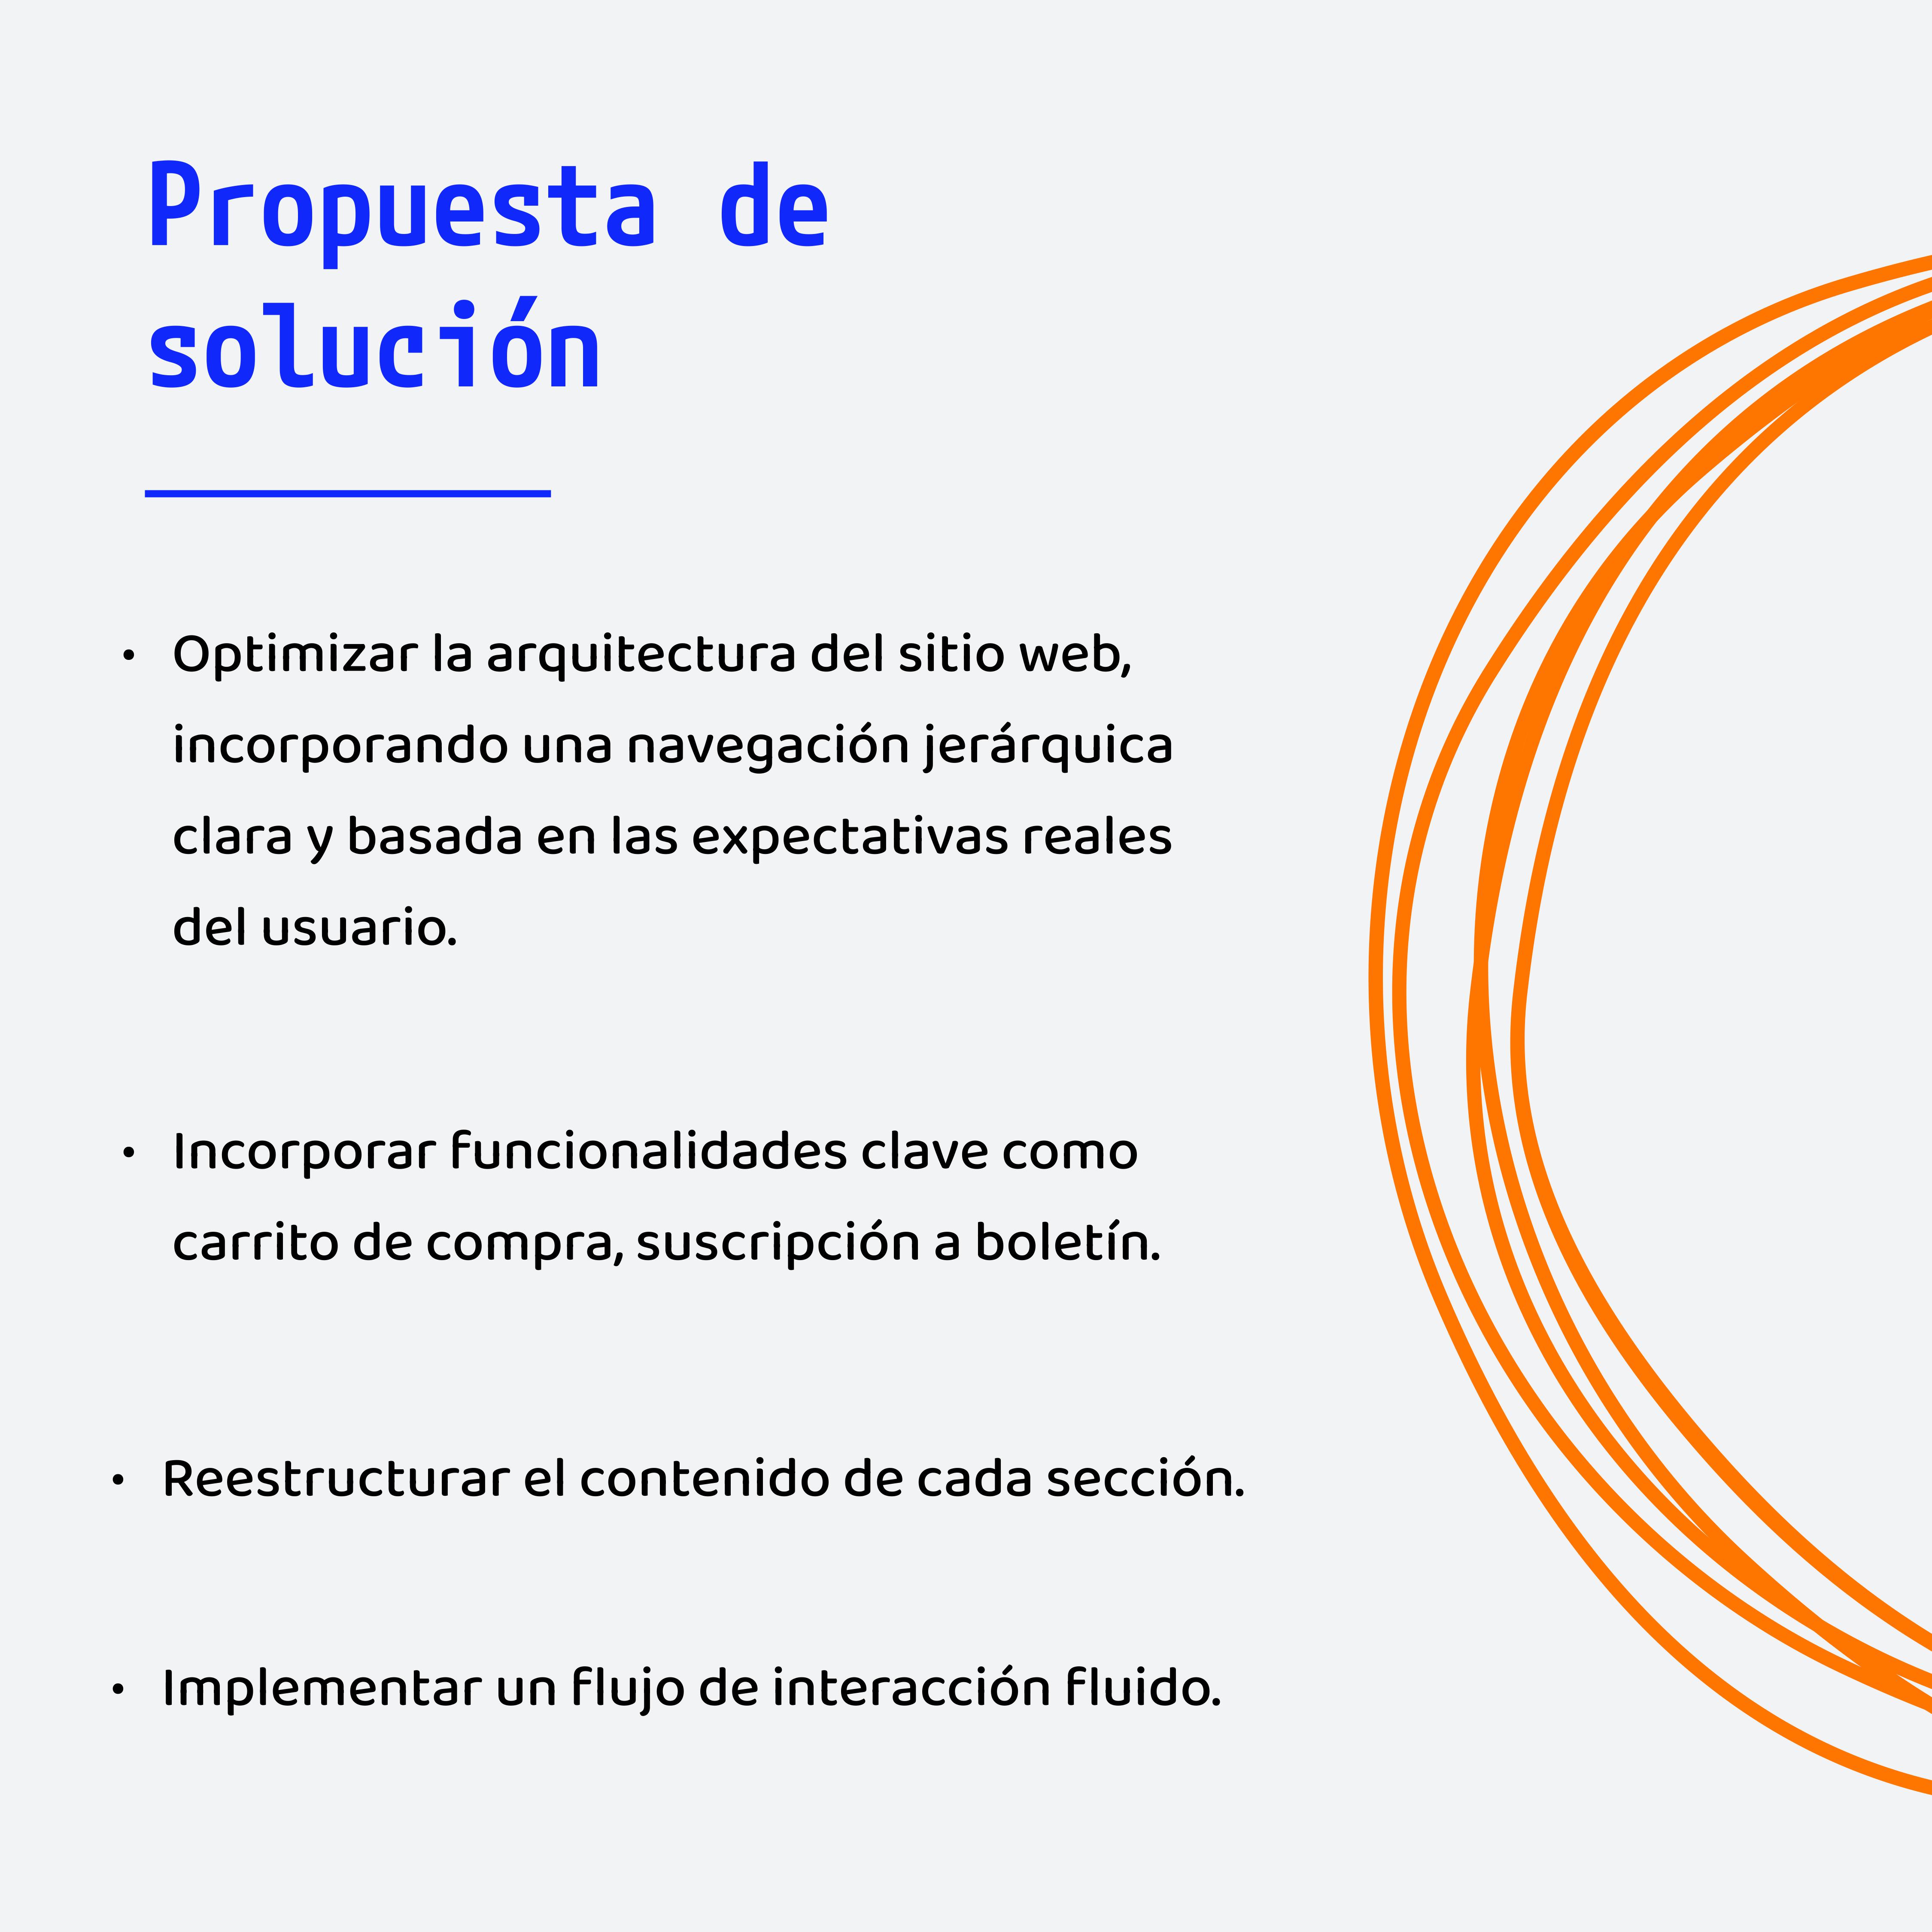 Propuesta de
solución
• Optimizar la arquitectura del sitio web,
incorporando una navegación jerárquica
clara y basada en las expectativas reales
del usuario.
• Incorporar funcionalidades clave como
carrito de compra, suscripción a boletín.
• Reestructurar el contenido de cada sección.
• Implementar un flujo de interacción fluido.